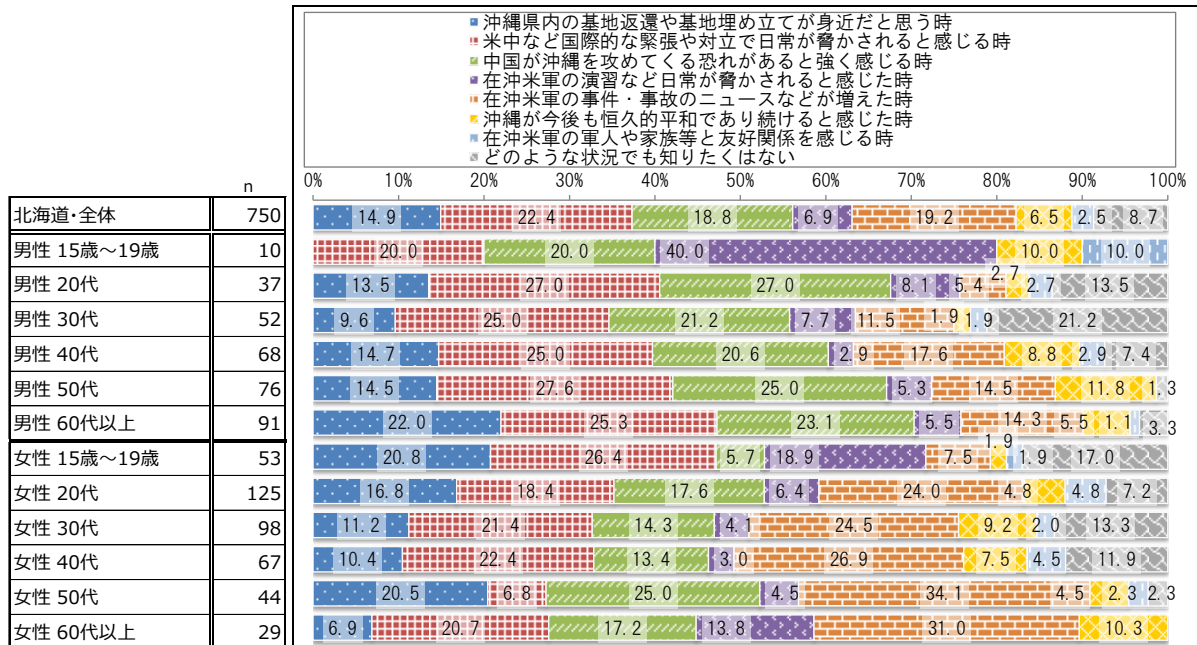 沖縄県内の基地返還や基地埋め立てが身近だと思う時
米中など国際的な緊張や対立で日常が脅かされると感じる時
中国が沖縄を攻めてくる恐れがあると強く感じる時
在沖米軍の演習など日常が脅かされると感じた時
在沖米軍の事件・事故のニュースなどが増えた時
沖縄が今後も恒久的平和であり続けると感じた時
在沖米軍の軍人や家族等と友好関係を感じる時
どのような状況でも知りたくはない
n 0% 10% 20% 30% 40% 50% 60% 70% 80% 90% 100%
北海道・全体 750 14.9 22.4 18.8 6.9 19.2 6.5 2.5 8.7
男性 15歳～19歳 10 20.0 20.0 40.0 10.0 10.0
男性 20代 37 13.5 27.0 27.0 8.1 5.4 2.7 2.7 13.5
男性 30代 52 9.6 25.0 21.2 7.7 11.5 1.9 1.9 21.2
男性 40代 68 14.7 25.0 20.6 2.9 17.6 8.8 2.9 7.4
男性 50代 76 14.5 27.6 25.0 5.3 14.5 11.8 1.3
男性 60代以上 91 22.0 25.3 23.1 5.5 14.3 5.5 1.1 3.3
女性 15歳～19歳 53 20.8 26.4 5.7 18.9 7.5 1.9 1.9 17.0
女性 20代 125 16.8 18.4 17.6 6.4 24.0 4.8 4.8 7.2
女性 30代 98 11.2 21.4 14.3 4.1 24.5 9.2 2.0 13.3
女性 40代 67 10.4 22.4 13.4 3.0 26.9 7.5 4.5 11.9
女性 50代 44 20.5 6.8 25.0 4.5 34.1 4.5 2.3 2.3
女性 60代以上 29 6.9 20.7 17.2 13.8 31.0 10.3